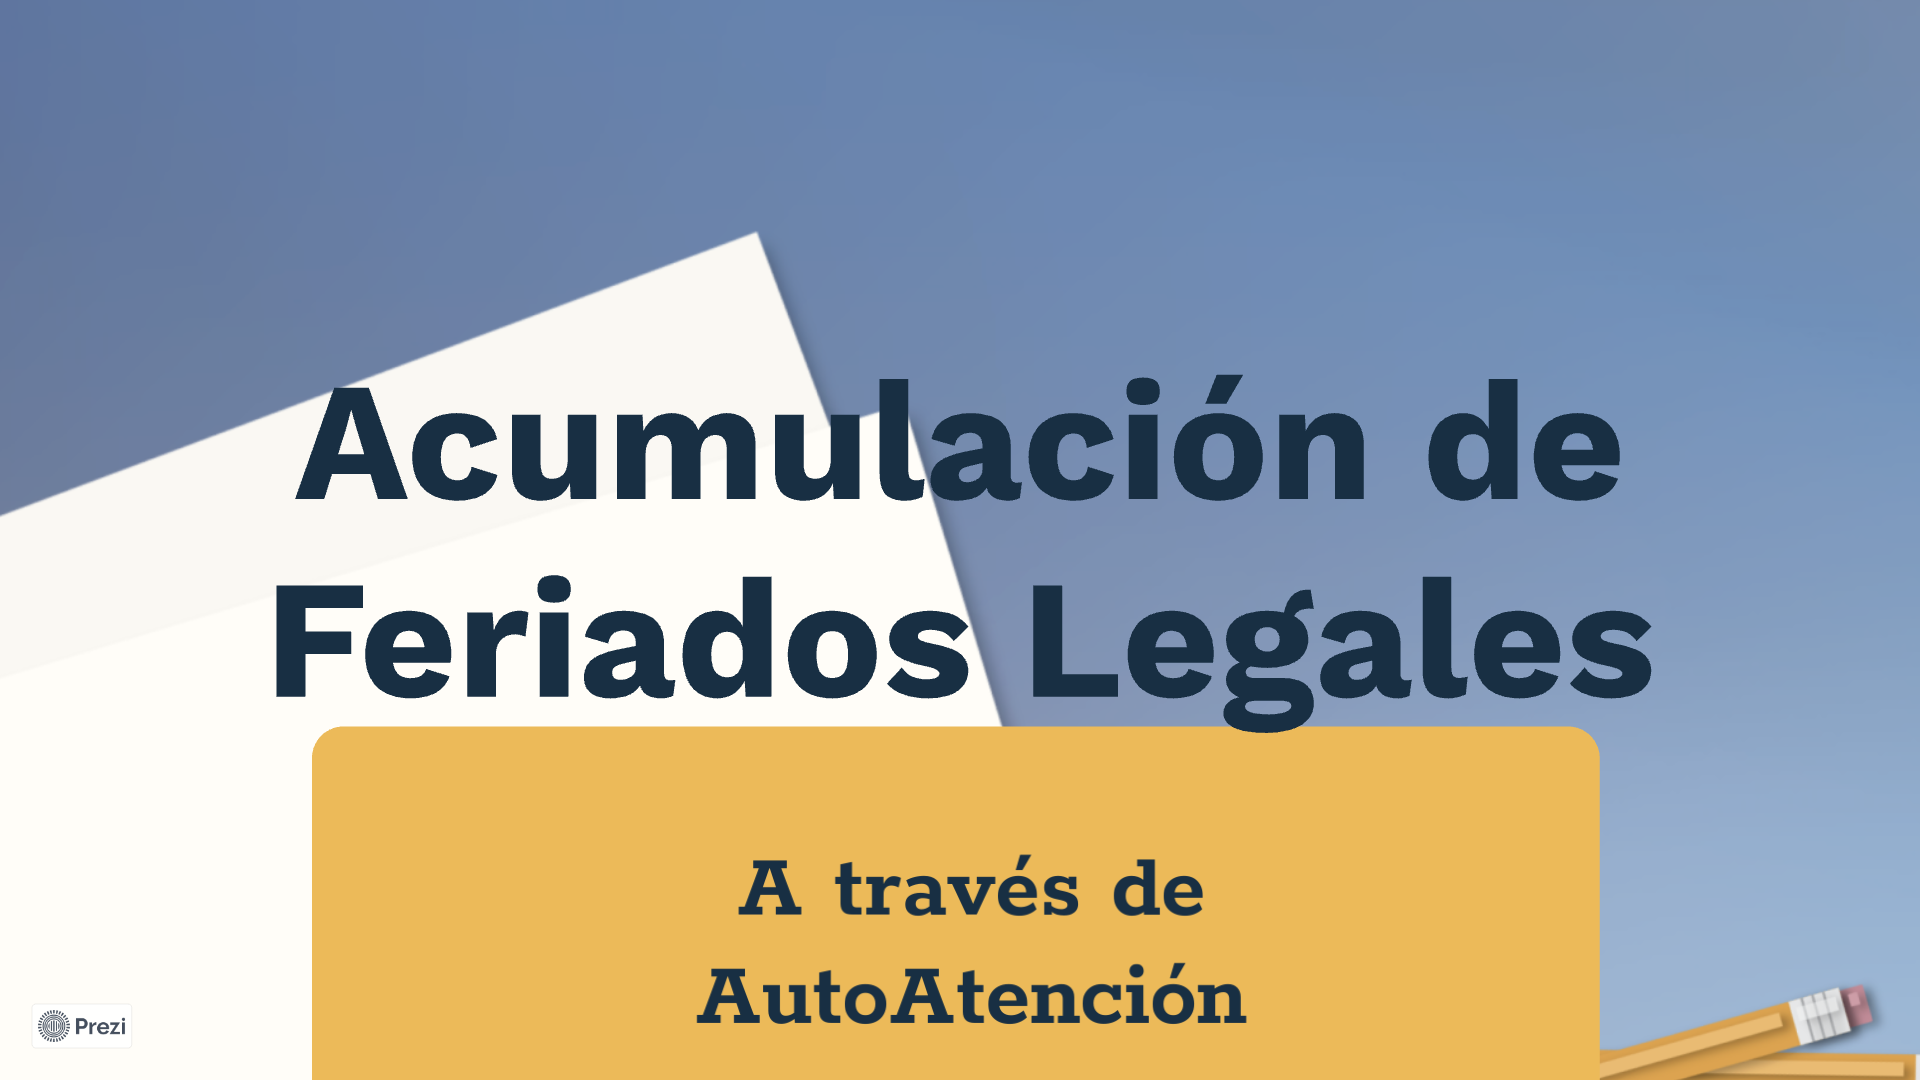 Acumulación de
Feriados Legales
A través de
AutoAtención
Prezi